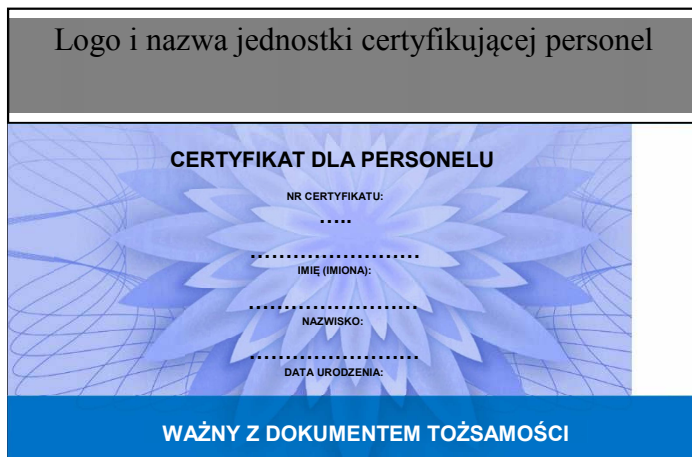 Logo i nazwa jednostki certyfikującej personel
CERTYFIKAT DLA PERSONELU
NR CERTYFIKATU:
.....
........................
IMIĘ (IMIONA):
........................
NAZWISKO:
........................
DATA URODZENIA:
WAŻNY Z DOKUMENTEM TOŻSAMOŚCI